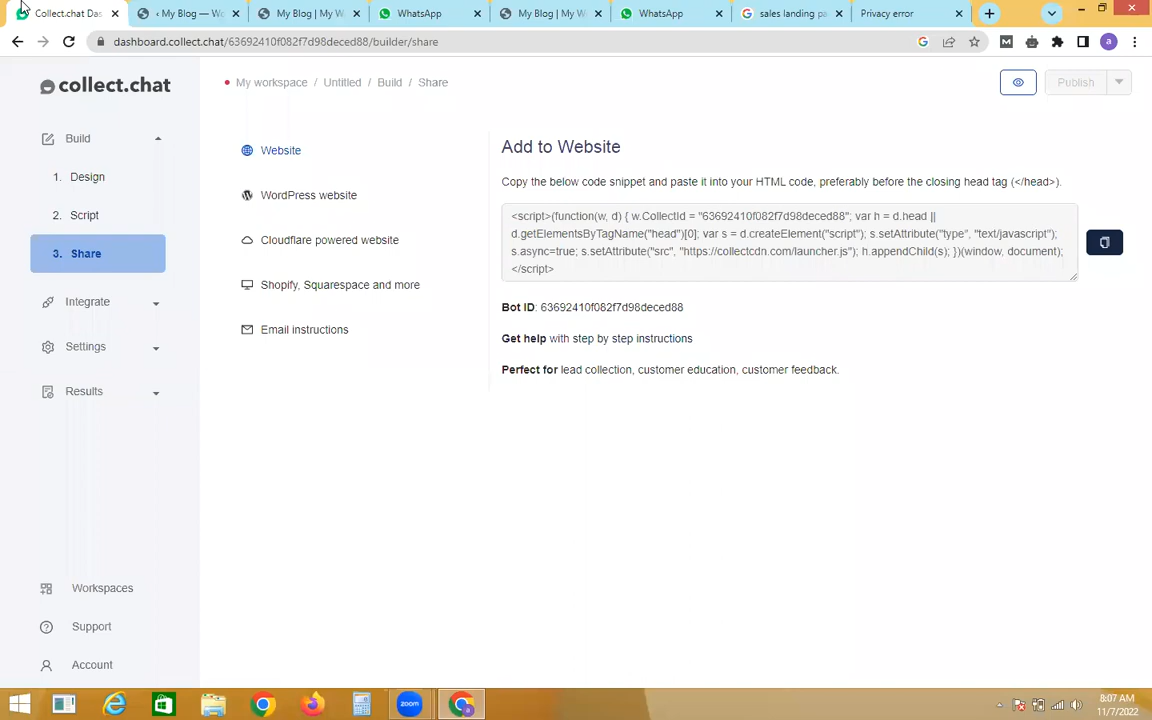 Collect.chat Das
‹ My Blog — Wo
My Blog | My W
WhatsApp
My Blog | My W
WhatsApp
sales landing pa
Privacy error
dashboard.collect.chat/63692410f082f7d98deced88/builder/share
a
collect.chat
My workspace / Untitled / Build / Share
Publish
Build
1. Design
2. Script
3. Share
Integrate
Settings
Results
Workspaces
Support
Account
Website
WordPress website
Cloudflare powered website
Shopify, Squarespace and more
Email instructions
Add to Website
Copy the below code snippet and paste it into your HTML code, preferably before the closing head tag (</head>).
<script>(function(w, d) { w.CollectId = "63692410f082f7d98deced88"; var h = d.head ||
d.getElementsByTagName("head")[0]; var s = d.createElement("script"); s.setAttribute("type", "text/javascript");
s.async=true; s.setAttribute("src", "https://collectcdn.com/launcher.js"); h.appendChild(s); })(window, document);
</script>
Bot ID: 63692410f082f7d98deced88
Get help with step by step instructions
Perfect for lead collection, customer education, customer feedback.
zoom
8:07 AM
11/7/2022